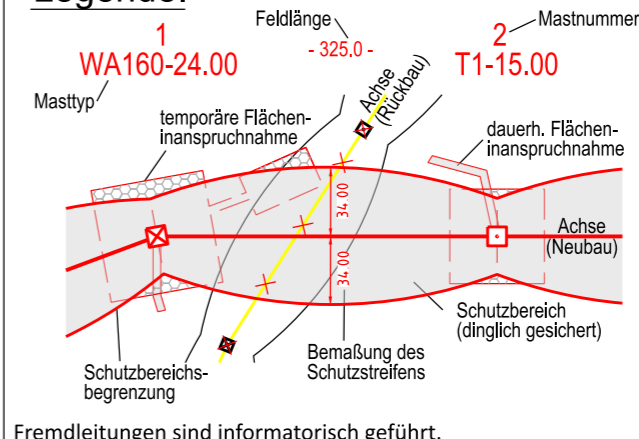 Legende:
Feldlänge
1
- 325.0 -
2
Mastnummer
WA160-24.00
T1-15.00
Masttyp
Achse
(Rückbau)
temporäre Flächen-
inanspruchnahme
dauerh. Flächen-
inanspruchnahme
34.00
34.00
Achse
(Neubau)
Schutzbereich
(dinglich gesichert)
Schutzbereichs-
begrenzung
Bemaßung des
Schutzstreifens
Fremdleitungen sind informatorisch geführt.